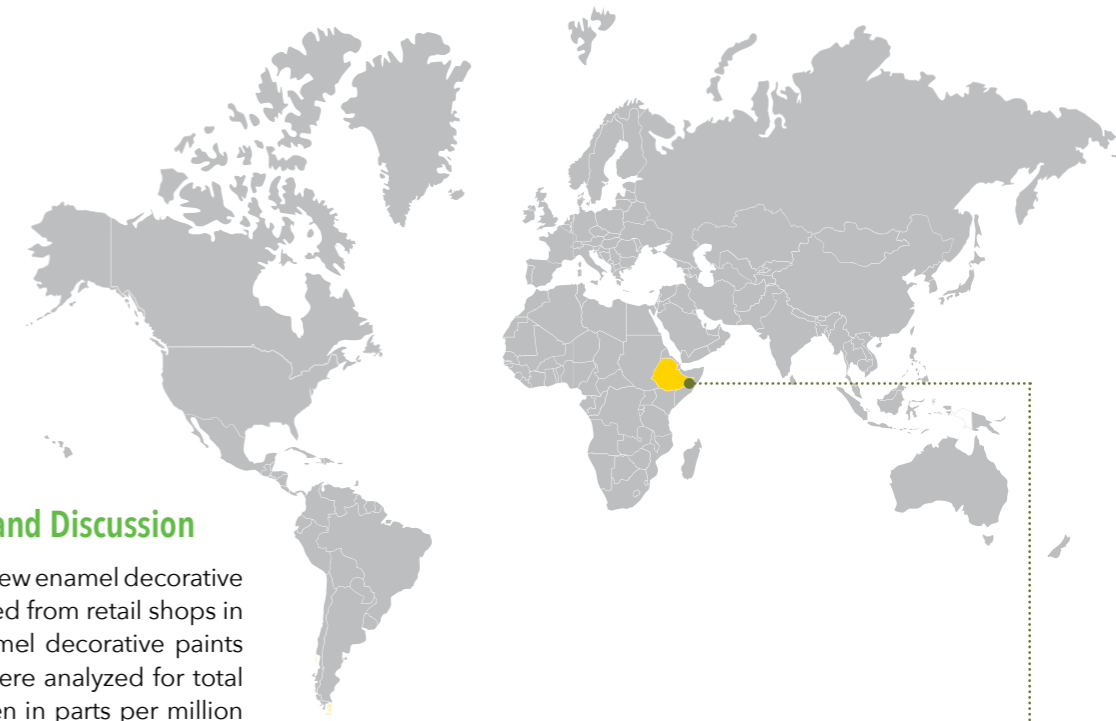 and Discussion
ew enamel decorative
ed from retail shops in
mel decorative paints
ere analyzed for total
en in parts per million